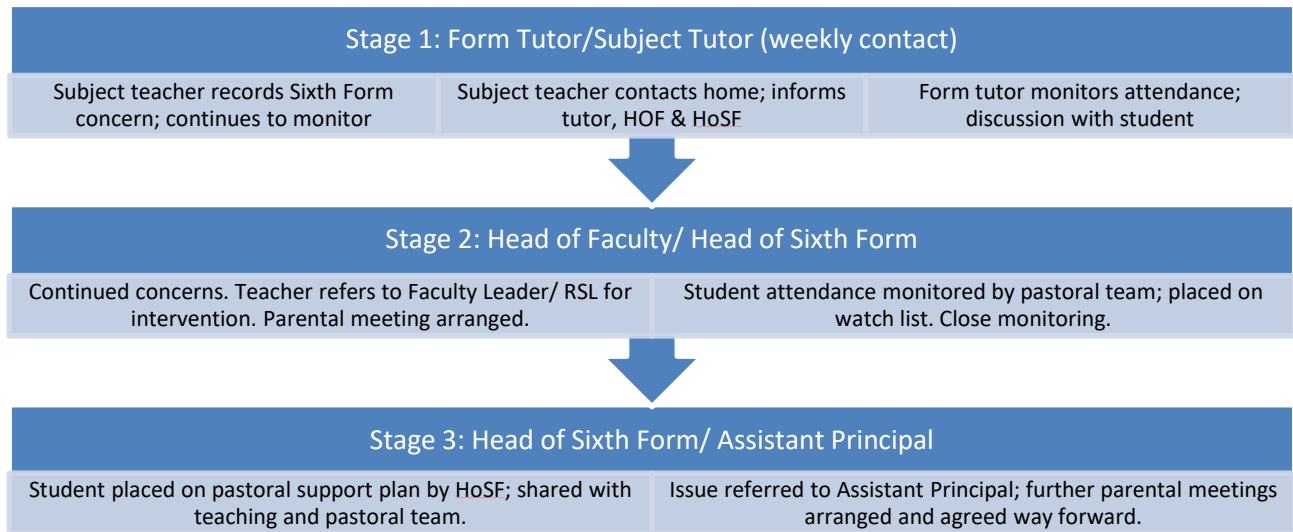 Stage 1: Form Tutor/Subject Tutor (weekly contact)
Subject teacher records Sixth Form
concern; continues to monitor
Subject teacher contacts home; informs
tutor, HOF & HoSF
Form tutor monitors attendance;
discussion with student
Stage 2: Head of Faculty/ Head of Sixth Form
Continued concerns. Teacher refers to Faculty Leader/ RSL for
intervention. Parental meeting arranged.
Student attendance monitored by pastoral team; placed on
watch list. Close monitoring.
Stage 3: Head of Sixth Form/ Assistant Principal
Student placed on pastoral support plan by HoSF; shared with
teaching and pastoral team.
Issue referred to Assistant Principal; further parental meetings
arranged and agreed way forward.